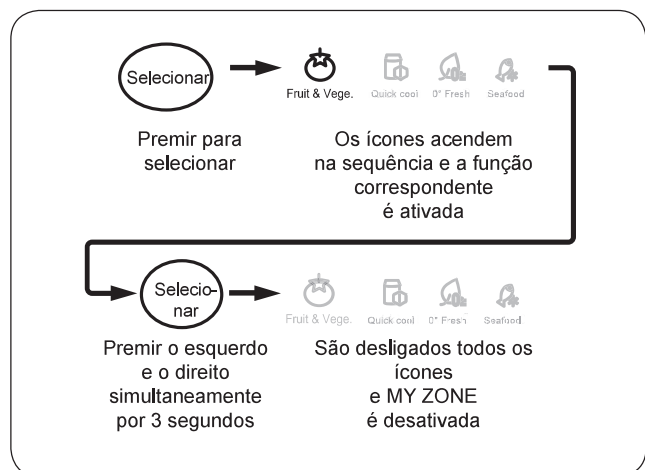 Selecionar
Fruit & Vege. Quick cool 0° Fresh Seafood
Premir para
selecionar
Os ícones acendem
na sequência e a função
correspondente
é ativada
Selecio-
nar
Fruit & Vege. Quick cool 0° Fresh Seafood
Premir o esquerdo
e o direito
simultaneamente
por 3 segundos
São desligados todos os
ícones
e MY ZONE
é desativada